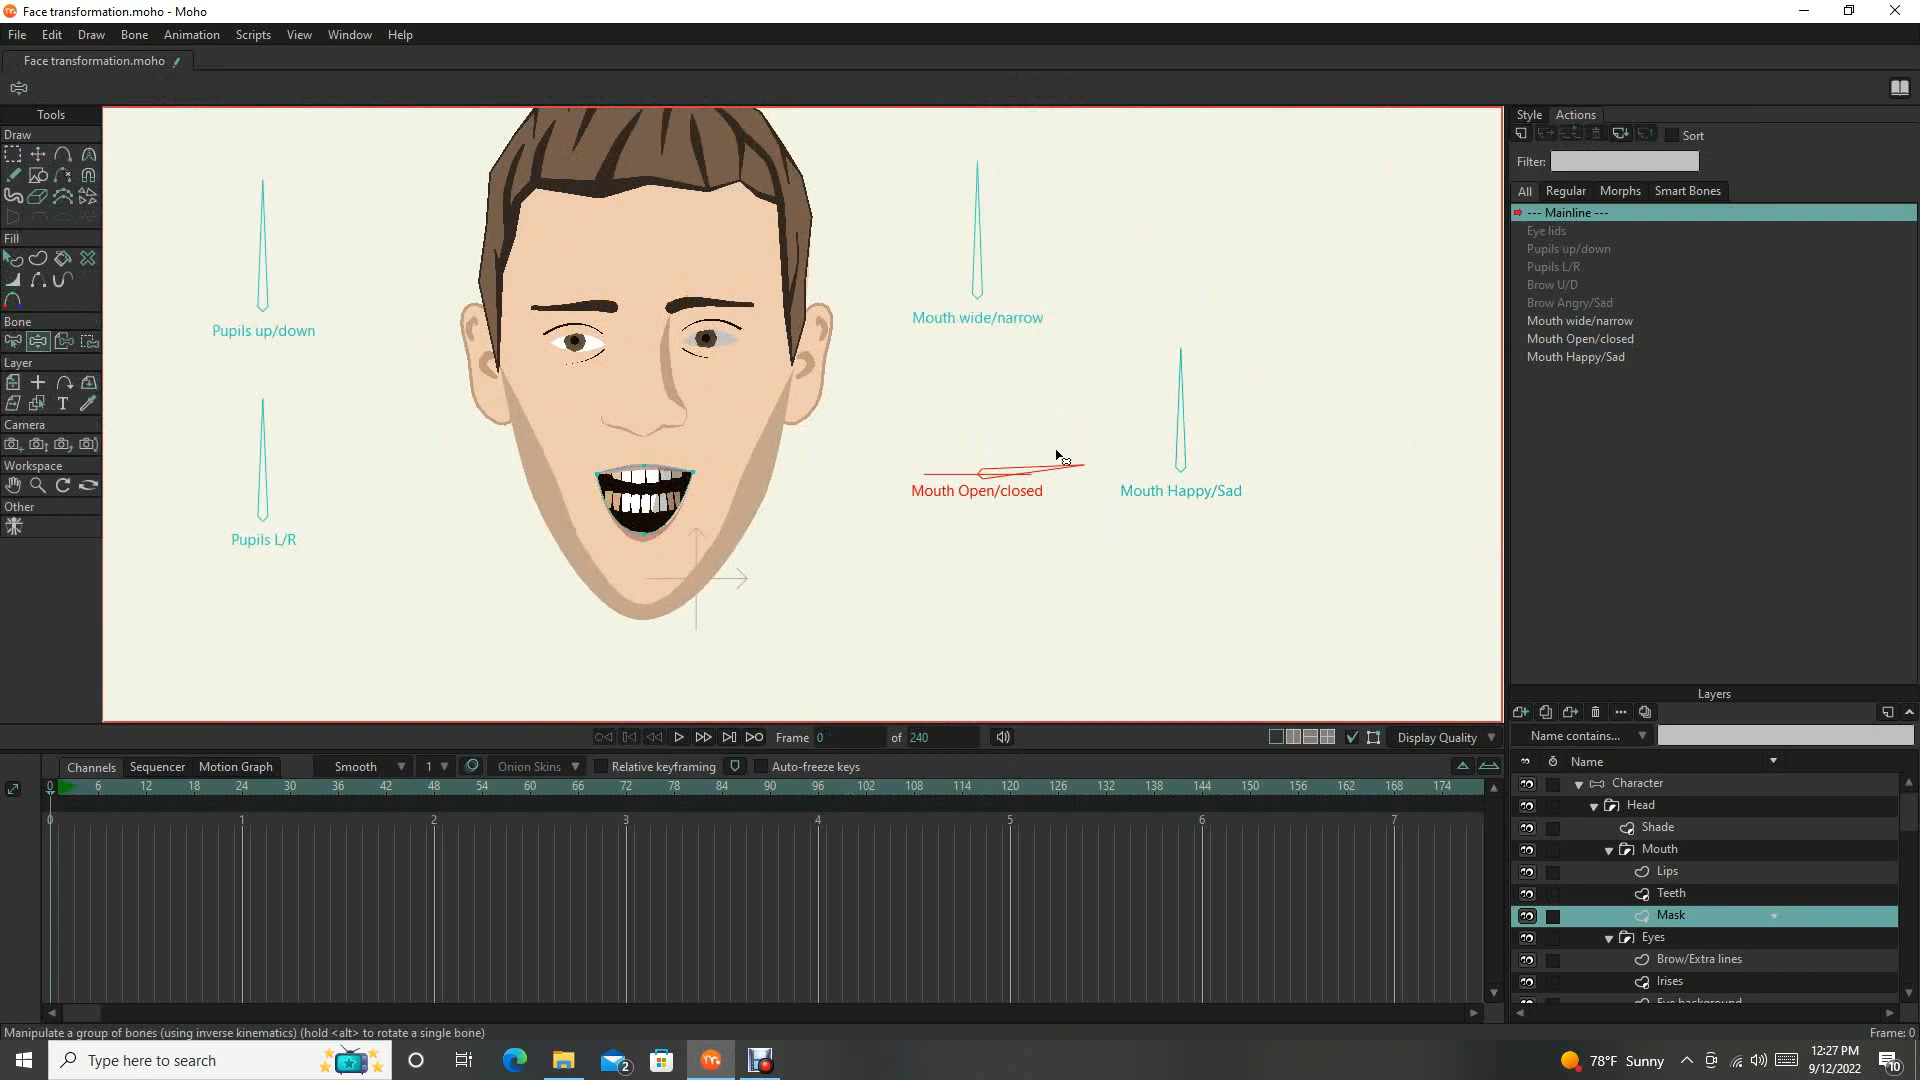 Face transformation.moho - Moho
File Edit Draw Bone Animation Scripts View Window Help
Face transformation.moho
Tools
Draw
Fill
Bone
Layer
Camera
Workspace
Other
Pupils up/down
Pupils L/R
Mouth wide/narrow
Mouth Open/closed
Mouth Happy/Sad
Style Actions
Sort
Filter:
All Regular Morphs Smart Bones
--- Mainline ---
Eye lids
Pupils up/down
Pupils L/R
Brow U/D
Brow Angry/Sad
Mouth wide/narrow
Mouth Open/closed
Mouth Happy/Sad
Frame 0 of 240 Display Quality
Channels Sequencer Motion Graph Smooth 1 Onion Skins Relative keyframing Auto-freeze keys
0 6 12 18 24 30 36 42 48 54 60 66 72 78 84 90 96 102 108 114 120 126 132 138 144 150 156 162 168 174
0 1 2 3 4 5 6 7
Layers
Name contains...
Name
Character
Head
Shade
Mouth
Lips
Teeth
Mask
Eyes
Brow/Extra lines
Irises
Eye background
Manipulate a group of bones (using inverse kinematics) (hold <alt> to rotate a single bone)
Frame: 0
Type here to search
2
78°F Sunny
12:27 PM
9/12/2022
10